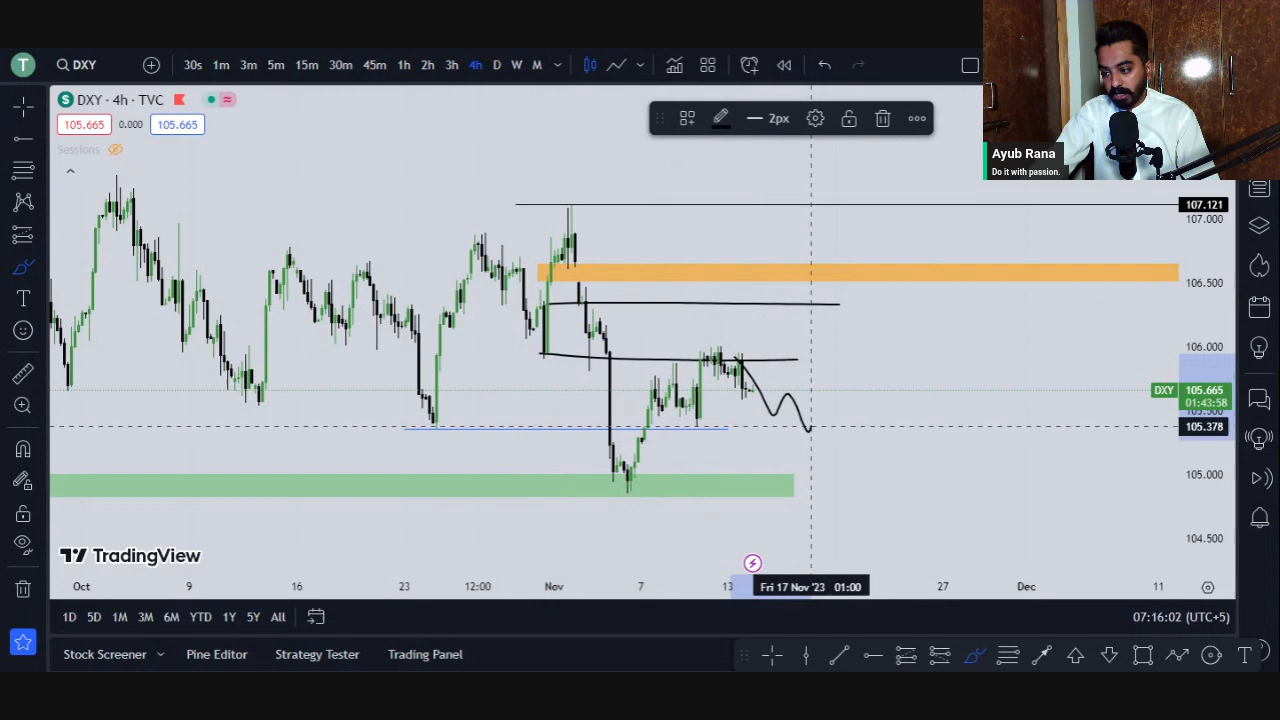 DXY
30s 1m 3m 5m 15m 30m 45m 1h 2h 3h 4h D W M
DXY · 4h · TVC
105.665 0.000 105.665
Sessions
2px
Ayub Rana
Do it with passion.
107.121
107.000
106.500
106.000
DXY 105.665
01:43:58
105.378
105.000
104.500
TradingView
Oct 9 16 23 12:00 Nov 7 13 Fri 17 Nov '23 01:00 27 Dec 11
1D 5D 1M 3M 6M YTD 1Y 5Y All
07:16:02 (UTC+5)
Stock Screener Pine Editor Strategy Tester Trading Panel